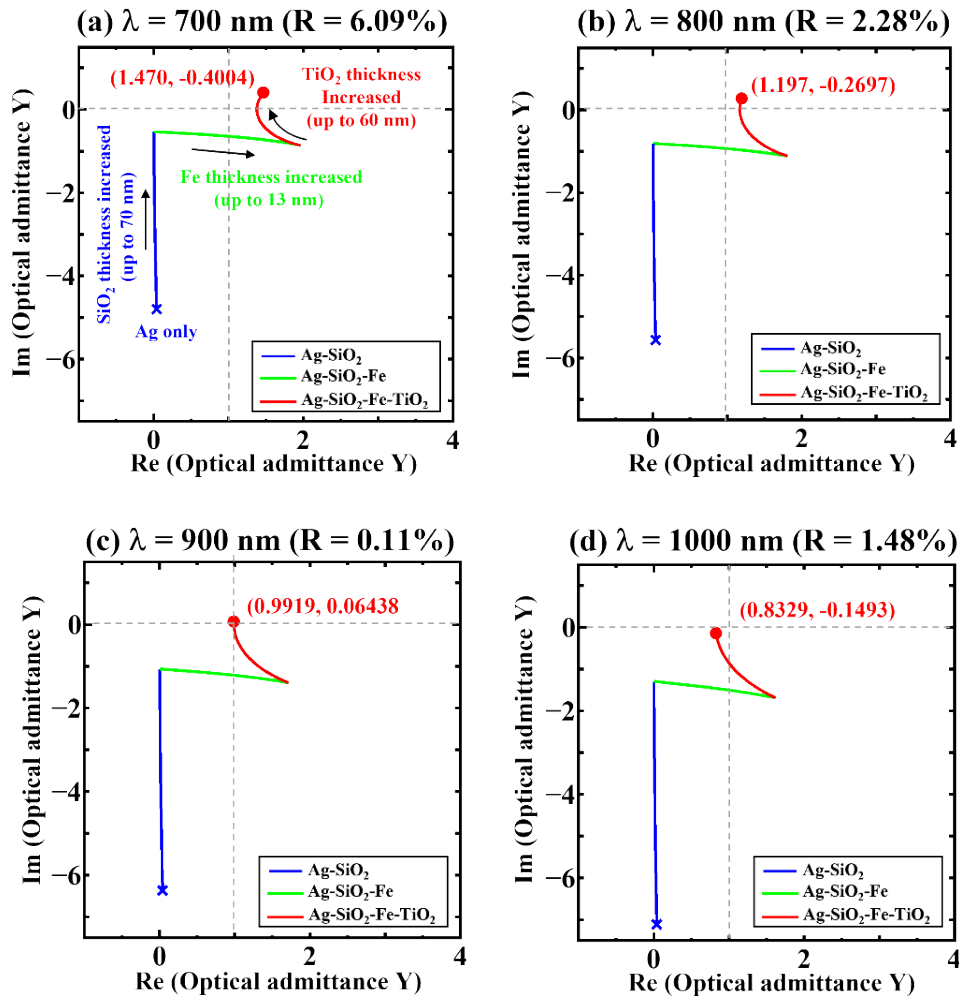 (a) λ = 700 nm (R = 6.09%)
(1.470, -0.4004)
TiO₂ thickness
Increased
(up to 60 nm)
SiO₂ thickness increased
(up to 70 nm)
Fe thickness increased
(up to 13 nm)
Ag only
Ag-SiO₂
Ag-SiO₂-Fe
Ag-SiO₂-Fe-TiO₂
0
−2
−4
−6
0
2
4
Im (Optical admittance Y)
Re (Optical admittance Y)
(b) λ = 800 nm (R = 2.28%)
(1.197, -0.2697)
Ag-SiO₂
Ag-SiO₂-Fe
Ag-SiO₂-Fe-TiO₂
0
−2
−4
−6
0
2
4
Im (Optical admittance Y)
Re (Optical admittance Y)
(c) λ = 900 nm (R = 0.11%)
(0.9919, 0.06438
Ag-SiO₂
Ag-SiO₂-Fe
Ag-SiO₂-Fe-TiO₂
0
−2
−4
−6
0
2
4
Im (Optical admittance Y)
Re (Optical admittance Y)
(d) λ = 1000 nm (R = 1.48%)
(0.8329, -0.1493)
Ag-SiO₂
Ag-SiO₂-Fe
Ag-SiO₂-Fe-TiO₂
0
−2
−4
−6
0
2
4
Im (Optical admittance Y)
Re (Optical admittance Y)